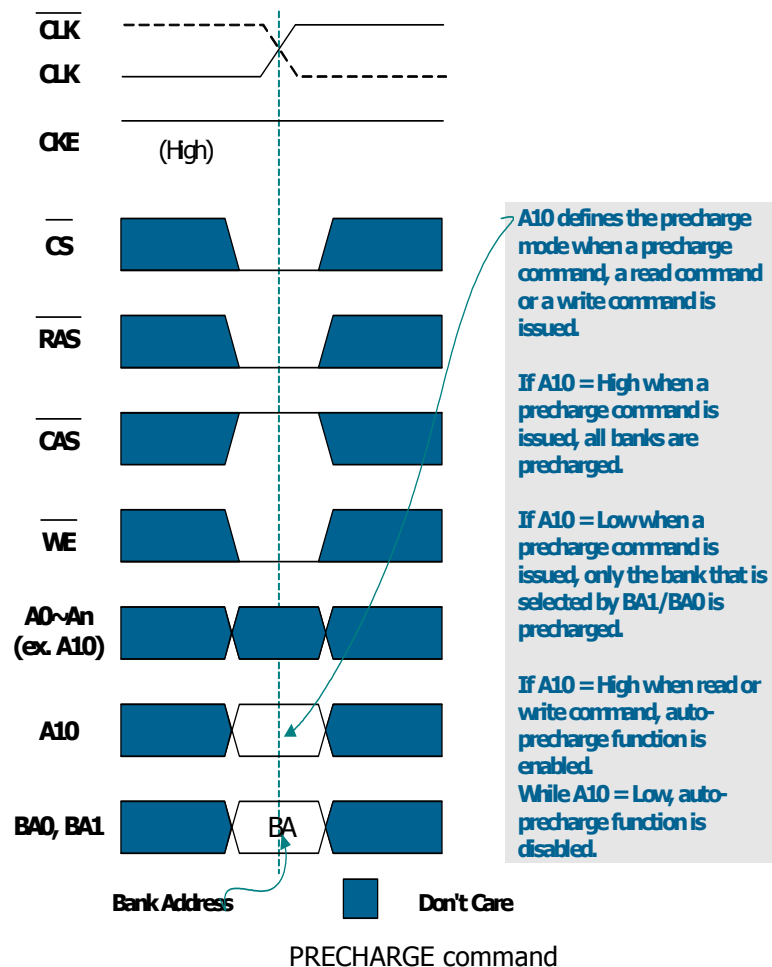 CLK
CLK
CKE
(High)
CS
RAS
CAS
WE
A0~An
(ex. A10)
A10
BA0, BA1
BA
Bank Address
Don't Care
A10 defines the precharge
mode when a precharge
command, a read command
or a write command is
issued.
If A10 = High when a
precharge command is
issued, all banks are
precharged.
If A10 = Low when a
precharge command is
issued, only the bank that is
selected by BA1/BA0 is
precharged.
If A10 = High when read or
write command, auto-
precharge function is
enabled.
While A10 = Low, auto-
precharge function is
disabled.
PRECHARGE command